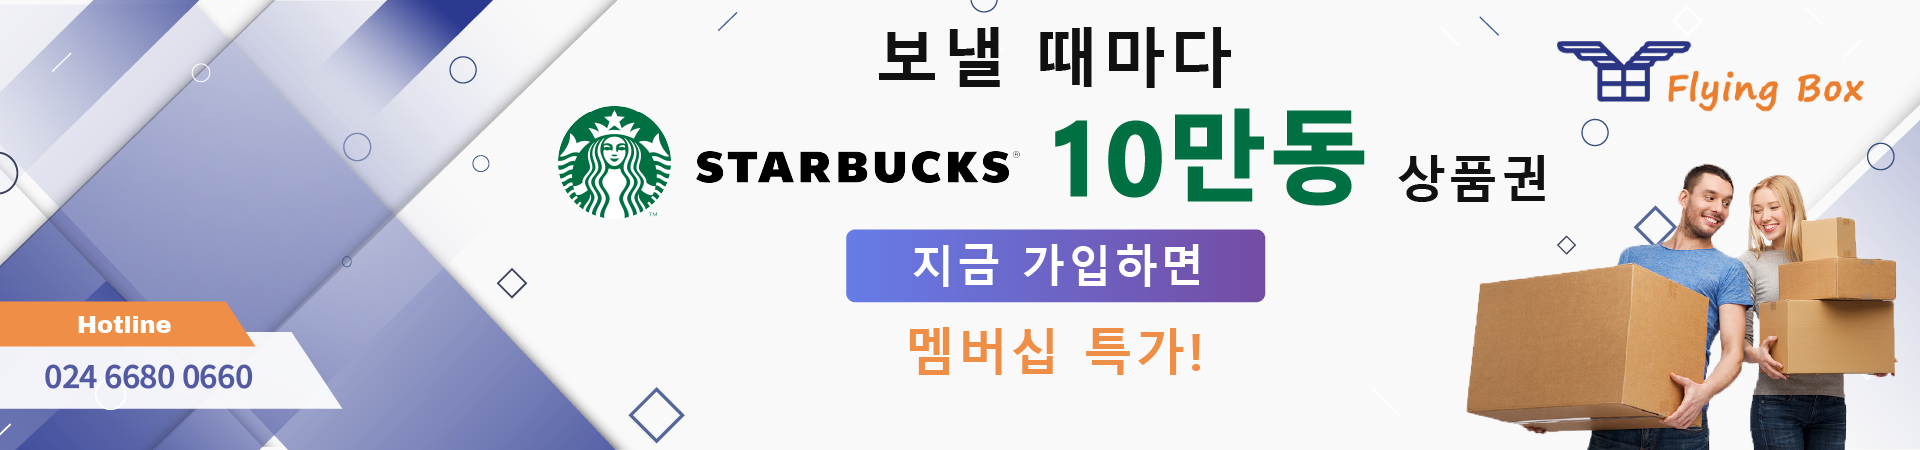 보낼 때마다
Flying Box
STARBUCKS® 10만동 상품권
TM
지금 가입하면
Hotline
멤버십 특가!
024 6680 0660